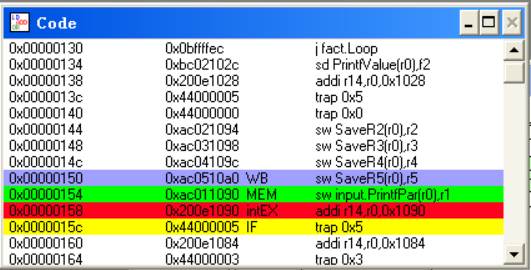 Code
0x00000130 0x0bffffec j fact.Loop
0x00000134 0xbc02102c sd PrintfValue(r0),f2
0x00000138 0x200e1028 addi r14,r0,0x1028
0x0000013c 0x44000005 trap 0x5
0x00000140 0x44000000 trap 0x0
0x00000144 0xac021094 sw SaveR2(r0),r2
0x00000148 0xac031098 sw SaveR3(r0),r3
0x0000014c 0xac04109c sw SaveR4(r0),r4
0x00000150 0xac0510a0 WB sw SaveR5(r0),r5
0x00000154 0xac011090 MEM sw input.PrintfPar(r0),r1
0x00000158 0x200e1090 intEX addi r14,r0,0x1090
0x0000015c 0x44000005 IF trap 0x5
0x00000160 0x200e1084 addi r14,r0,0x1084
0x00000164 0x44000003 trap 0x3